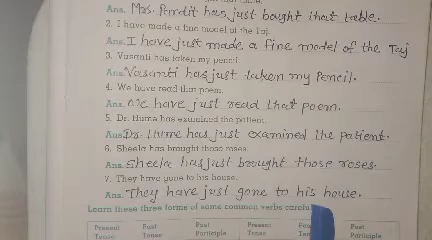 Ans. Mrs. Pandit has just bought that table.
2. I have made a fine model of the Taj.
Ans. I have just made a fine model of the Taj
3. Vasanti has taken my pencil.
Ans. Vasanti has just taken my Pencil.
4. We have read that poem.
Ans. We have just read that poem.
5. Dr. Hume has examined the patient.
Ans. Dr. Hume has just examined the patient.
6. Sheela has brought those roses.
Ans. Sheela has just brought those roses.
7. They have gone to his house.
Ans. They have just gone to his house.
Learn these three forms of some common verbs
Present Past Past Present Past
Tense Tense Participle Tense Participle